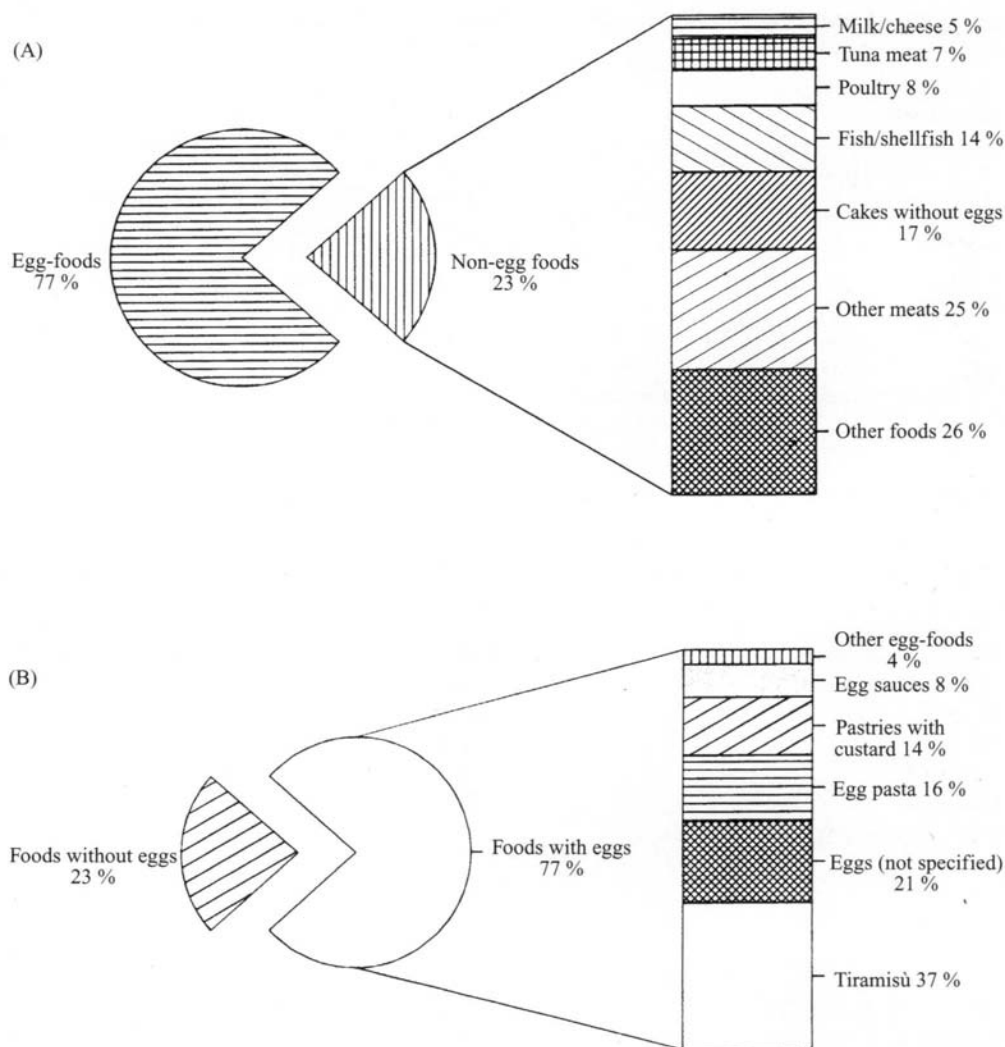 (A)
Egg-foods
77 %
Non-egg foods
23 %
Milk/cheese 5 %
Tuna meat 7 %
Poultry 8 %
Fish/shellfish 14 %
Cakes without eggs
17 %
Other meats 25 %
Other foods 26 %
(B)
Foods without eggs
23 %
Foods with eggs
77 %
Other egg-foods
4 %
Egg sauces 8 %
Pastries with
custard 14 %
Egg pasta 16 %
Eggs (not specified)
21 %
Tiramisù 37 %